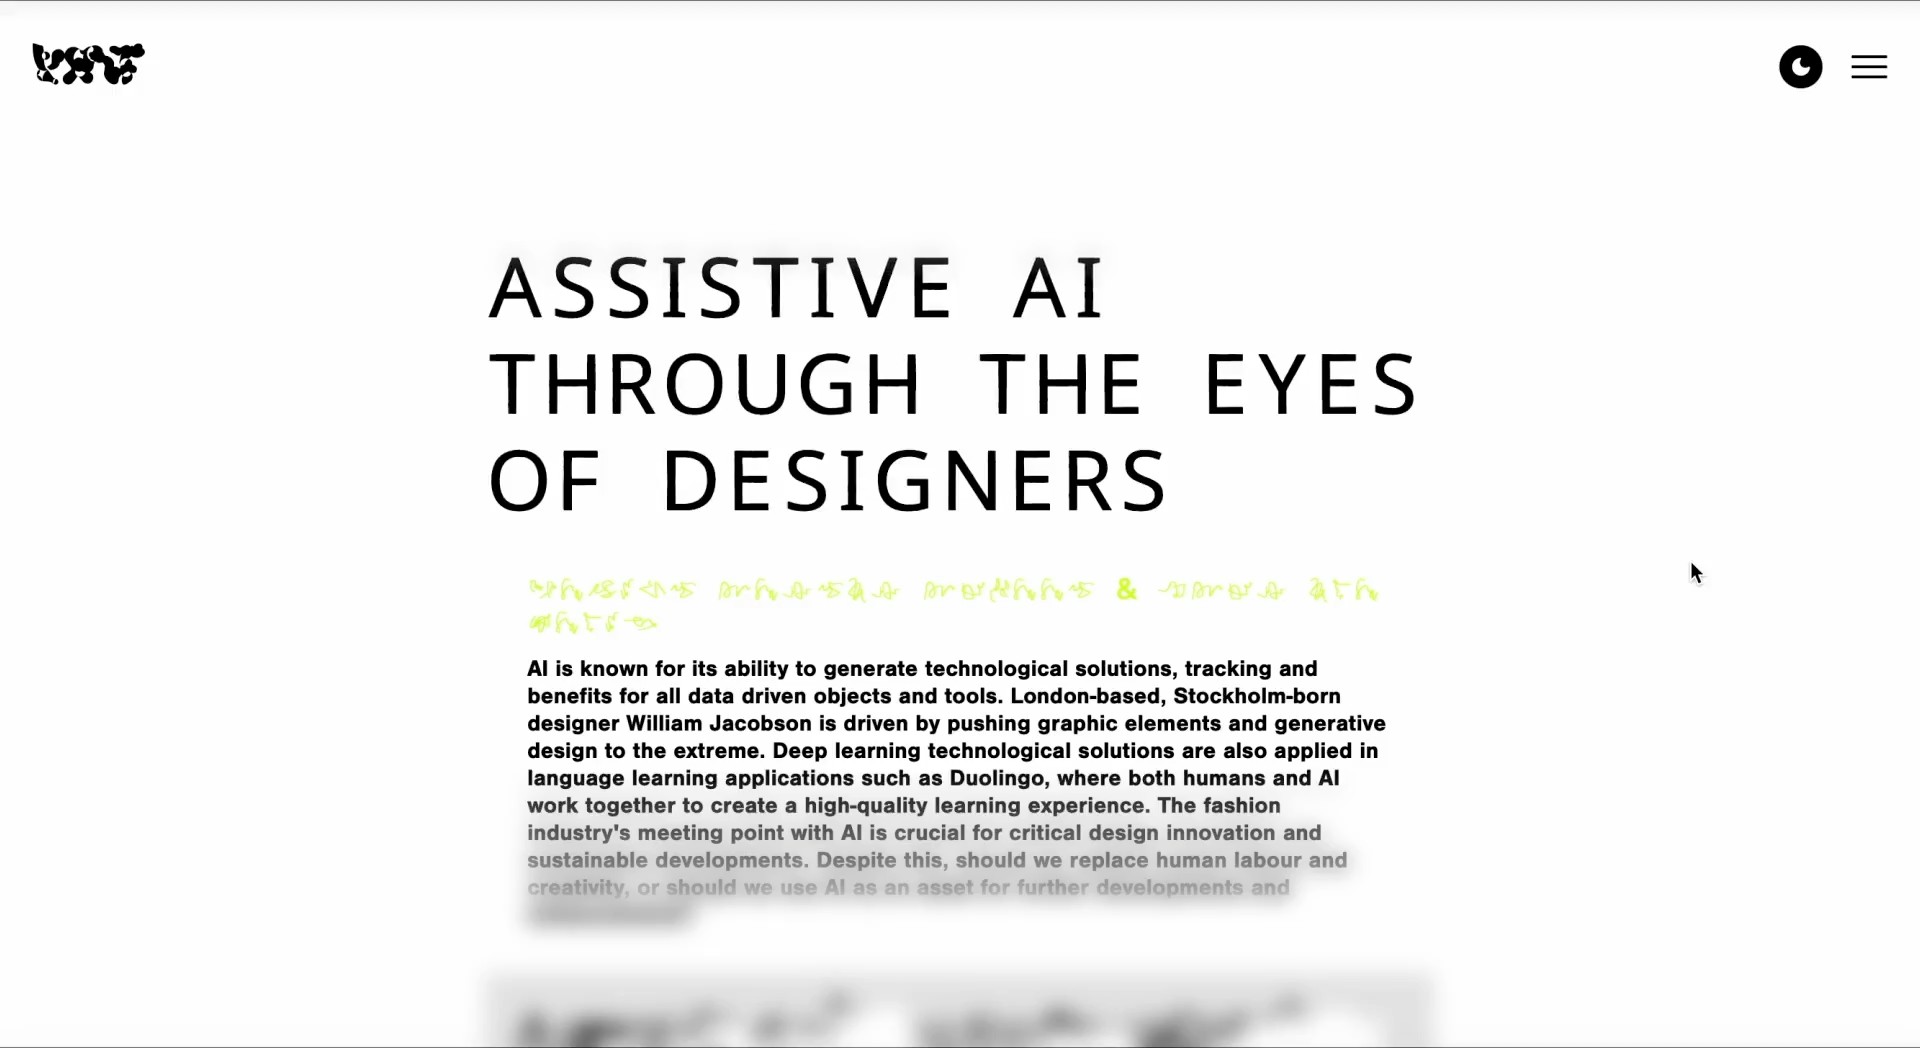 ASSISTIVE AI
THROUGH THE EYES
OF DESIGNERS
&
AI is known for its ability to generate technological solutions, tracking and
benefits for all data driven objects and tools. London-based, Stockholm-born
designer William Jacobson is driven by pushing graphic elements and generative
design to the extreme. Deep learning technological solutions are also applied in
language learning applications such as Duolingo, where both humans and AI
work together to create a high-quality learning experience. The fashion
industry's meeting point with AI is crucial for critical design innovation and
sustainable developments. Despite this, should we replace human labour and
creativity, or should we use AI as an asset for further developments and